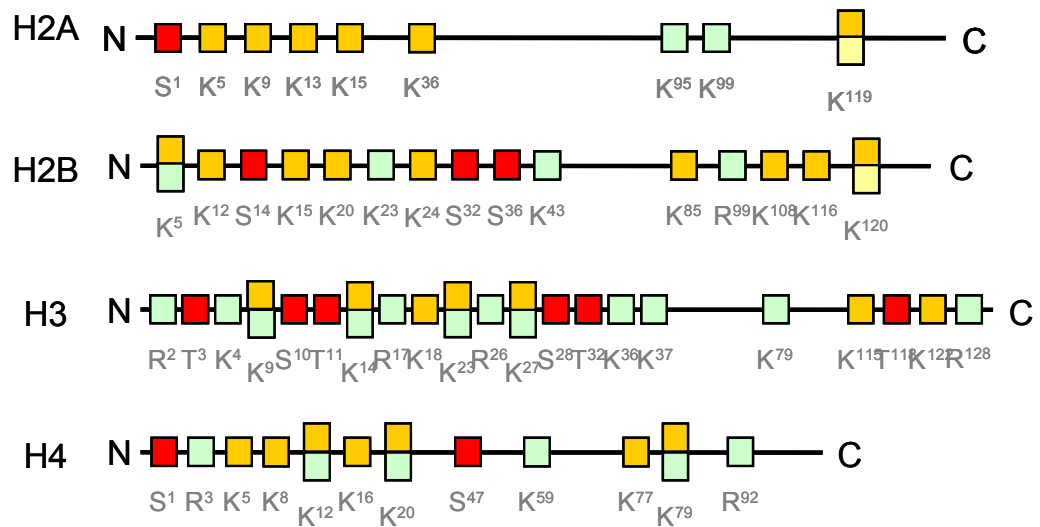 H2A N C
S1 K5 K9 K13 K15 K36 K95 K99 K119
H2B N C
K5 K12 S14 K15 K20 K23 K24 S32 S36 K43 K85 R99 K108 K116 K120
H3 N C
R2 T3 K4 K9 S10 T11 K14 R17 K18 K23 R26 K27 S28 T32 K36 K37 K79 K115 T118 K122 R128
H4 N C
S1 R3 K5 K8 K12 K16 K20 S47 K59 K77 K79 R92